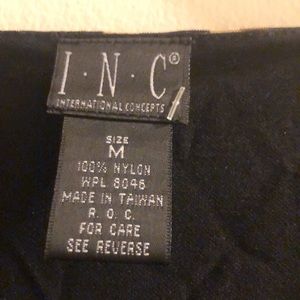 I·N·C®
INTERNATIONAL CONCEPTS
SIZE
M
100% NYLON
WPL 8046
MADE IN TAIWAN
R. O. C.
FOR CARE
SEE REVERSE